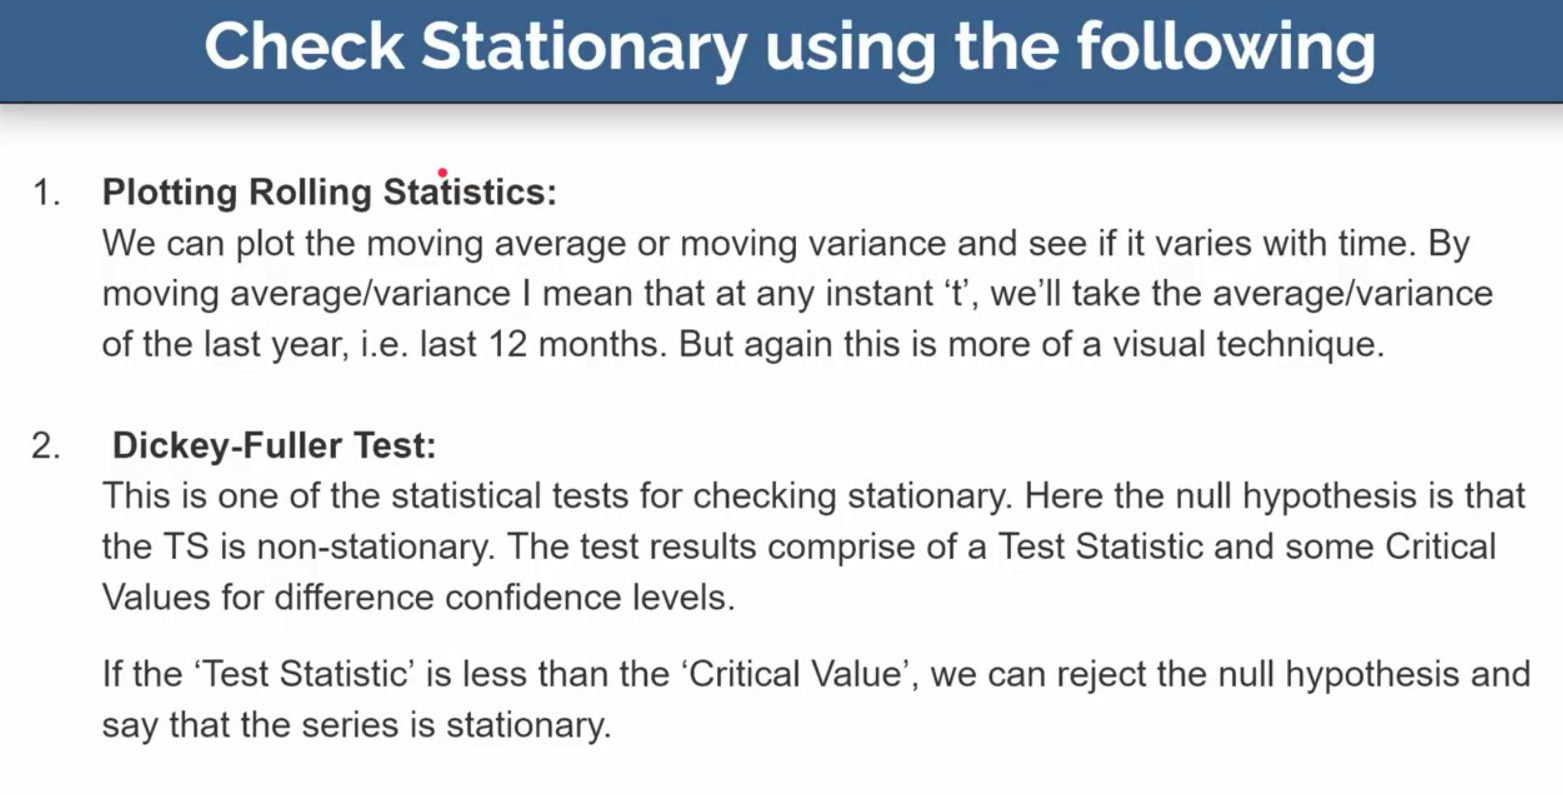 Check Stationary using the following
1. Plotting Rolling Statistics:
We can plot the moving average or moving variance and see if it varies with time. By
moving average/variance I mean that at any instant ‘t’, we’ll take the average/variance
of the last year, i.e. last 12 months. But again this is more of a visual technique.
2. Dickey-Fuller Test:
This is one of the statistical tests for checking stationary. Here the null hypothesis is that
the TS is non-stationary. The test results comprise of a Test Statistic and some Critical
Values for difference confidence levels.
If the ‘Test Statistic’ is less than the ‘Critical Value’, we can reject the null hypothesis and
say that the series is stationary.